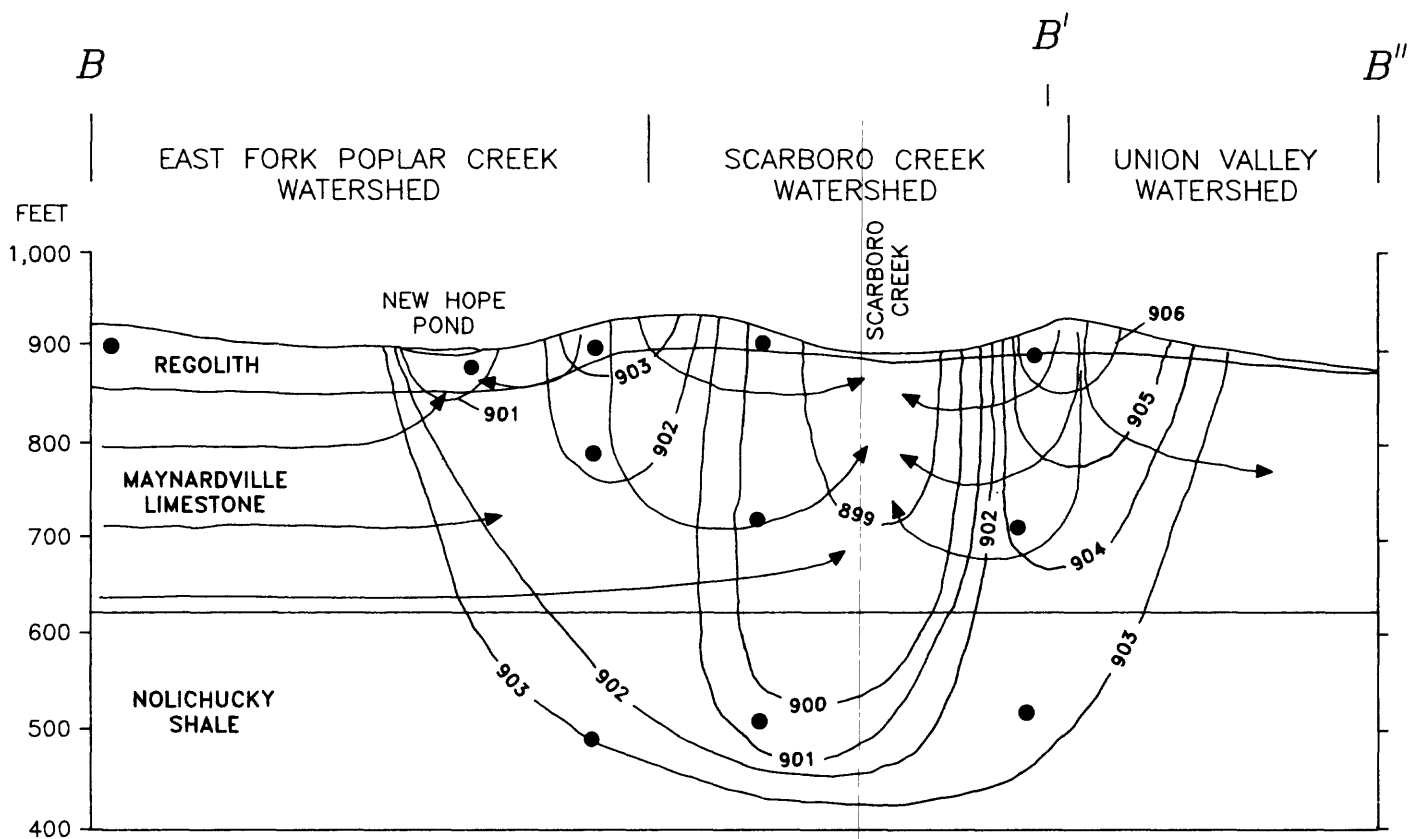 B
B'
B"
EAST FORK POPLAR CREEK
WATERSHED
SCARBORO CREEK
WATERSHED
UNION VALLEY
WATERSHED
FEET
1,000
900
800
700
600
500
400
NEW HOPE
POND
SCARBORO
CREEK
REGOLITH
MAYNARDVILLE
LIMESTONE
NOLICHUCKY
SHALE
901
903
902
899
902
906
905
904
903
903
902
900
901